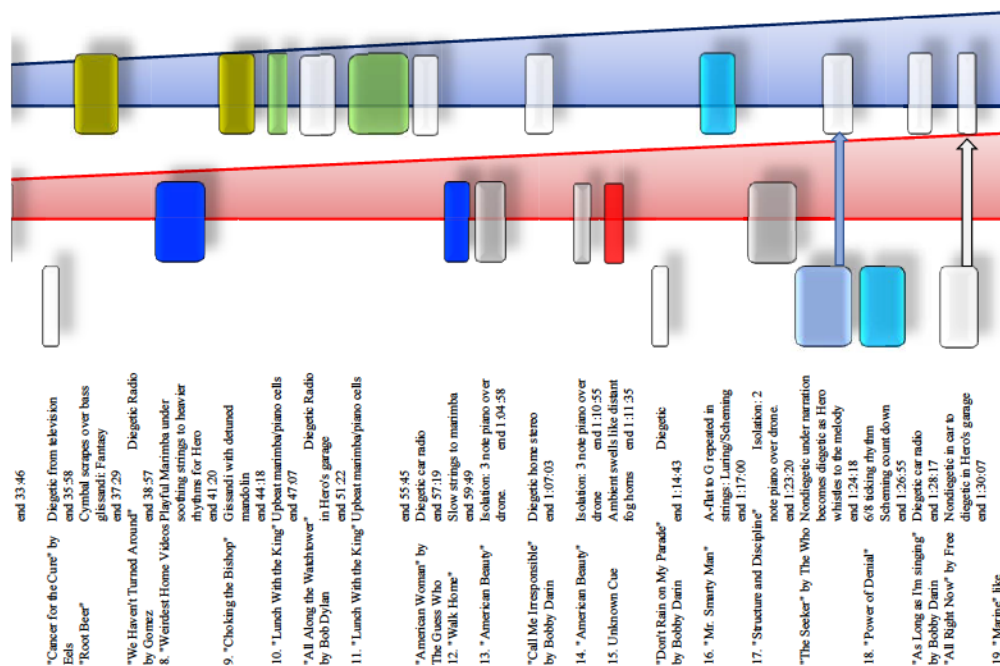 end 33:46
"Cancer for the Cure" by Diegetic from television
Eels end 35:58
"Root Beer" Cymbal scrapes over bass
glissandi: Fantasy
end 37:29
"We Haven't Turned Around" Diegetic Radio
by Gomez end 38:57
8. "Weirdest Home Videos Playful Marimba under
soothing strings to heavier
rhythms for Hero
end 41:20
9. "Choking the Bishop" Gissandi with detuned
mandolin
end 44:18
10. "Lunch With the King" Upbeat marimba/piano cells
end 47:07
"All Along the Watchtower" Diegetic Radio
by Bob Dylan in Hero's garage
end 51:22
11. "Lunch With the King" Upbeat marimba/piano cells
end 55:45
"American Woman" by Diegetic car radio
The Guess Who end 57:19
12. "Walk Home" Slow strings to marimba
end 59:49
13. "American Beauty" Isolation: 3 note piano over
drone. end 1:04:58
"Call Me Irresponsible" Diegetic home stereo
by Bobby Darin end 1:07:03
14. "American Beauty" Isolation: 3 note piano over
drone end 1:10:55
15. Unknown Cue Ambient swells like distant
fog horns end 1:11:35
"Don't Rain on My Parade" Diegetic
by Bobby Darin end 1:14:43
16. "Mr. Smarty Man" A-flat to G repeated in
strings: Luring/Scheming
end 1:17:00
17. "Structure and Discipline" Isolation: 2
note piano over drone.
end 1:23:20
"The Seeker" by The Who Nondiegetic under narration
becomes diegetic as Hero
whistles to the melody
end 1:24:18
18. "Power of Denial" 6/8 ticking rhythm
Scheming count down
end 1:26:55
"As Long as I'm singing" Diegetic car radio
by Bobby Darin end 1:28:17
"All Right Now" by Free Nondiegetic in car to
diegetic in Hero's garage
end 1:30:07